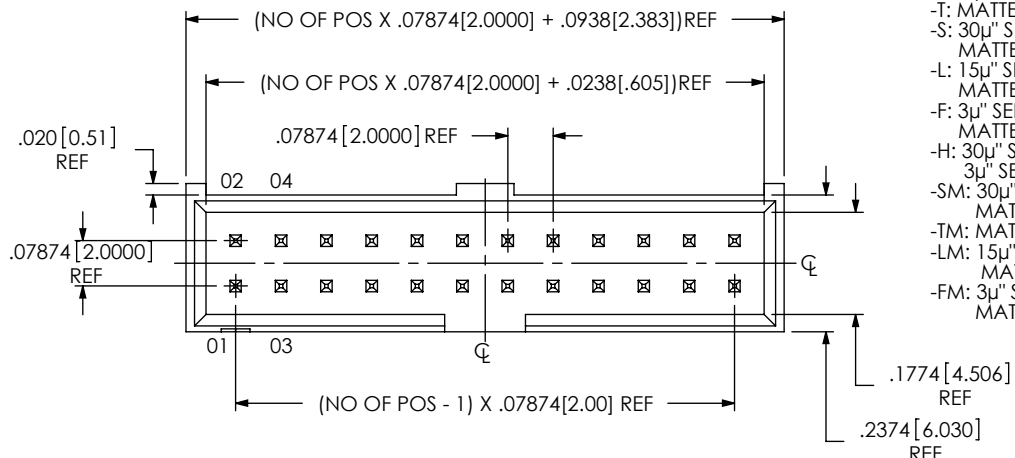 (NO OF POS X .07874[2.0000] + .0938[2.383])REF
(NO OF POS X .07874[2.0000] + .0238[.605])REF
.07874[2.0000] REF
.020[0.51]
REF
02 04
.07874[2.0000]
REF
℄
01 03
℄
(NO OF POS - 1) X .07874[2.00] REF
.1774[4.506]
REF
.2374[6.030]
REF
-T: MATTE
-S: 30µ" S
MATTE
-L: 15µ" SE
MATTE
-F: 3µ" SE
MATTE
-H: 30µ" S
3µ" SE
-SM: 30µ"
MAT
-TM: MAT
-LM: 15µ"
MA
-FM: 3µ" S
MAT